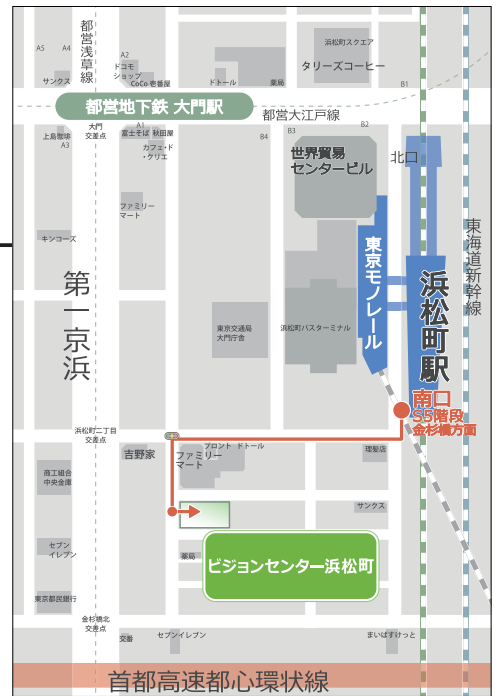 都営浅草線
浜松町スクエア
A5
A4
A2
ドコモ
ショップ
タリーズコーヒー
サンクス
CoCo 壱番屋
ドトール
薬局
B1
都営地下鉄 大門駅
都営大江戸線
大門
交差点
A1
B2
B3
B4
上島珈琲
A3
富士そば
秋田屋
カフェ・ド
・クリエ
世界貿易
センタービル
北口
ファミリー
マート
キンコーズ
東海道新幹線
東京モノレール
第一京浜
浜松町駅
東京交通局
大門庁舎
浜松町バスターミナル
南口
S5階段
金杉橋方面
浜松町二丁目
交差点
吉野家
ファミリー
マート
プロント
ドトール
理髪店
商工組合
中央金庫
サンクス
セブン
イレブン
薬局
ビジョンセンター浜松町
東京都民銀行
金杉橋北
交差点
交番
セブンイレブン
まいばすけっと
首都高速都心環状線